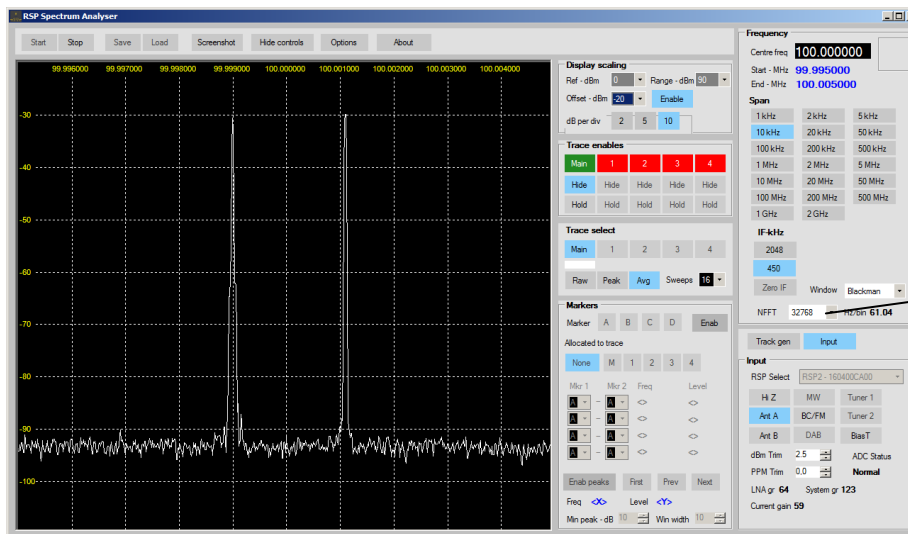 RSP Spectrum Analyser
Start Stop Save Load Screenshot Hide controls Options About
99.996000 99.997000 99.998000 99.999000 100.000000 100.001000 100.002000 100.003000 100.004000
-30
-40
-50
-60
-70
-80
-90
-100
Display scaling
Ref - dBm 0 Range - dBm 90
Offset - dBm -20 Enable
dB per div 2 5 10
Trace enables
Main 1 2 3 4
Hide Hide Hide Hide Hide
Hold Hold Hold Hold Hold
Trace select
Main 1 2 3 4
Raw Peak Avg Sweeps 16
Markers
Marker A B C D Enab
Allocated to trace
None M 1 2 3 4
Mkr 1 Mkr 2 Freq Level
A - A <> <>
A - A <> <>
A - A <> <>
A - A <> <>
Enab peaks First Prev Next
Freq <X> Level <Y>
Min peak - dB 10 Win width 10
Frequency
Centre freq 100.000000
Start - MHz 99.995000
End - MHz 100.005000
Span
1 kHz 2 kHz 5 kHz
10 kHz 20 kHz 50 kHz
100 kHz 200 kHz 500 kHz
1 MHz 2 MHz 5 MHz
10 MHz 20 MHz 50 MHz
100 MHz 200 MHz 500 MHz
1 GHz 2 GHz
IF-kHz
2048
450
Zero IF Window Blackman
NFFT 32768 Hz/bin 61.04
Track gen Input
Input
RSP Select RSP2 - 160400CA00
Hi Z MW Tuner 1
Ant A BC/FM Tuner 2
Ant B DAB BiasT
dBm Trim 2.5 ADC Status
PPM Trim 0,0 Normal
LNA gr 64 System gr 123
Current gain 59